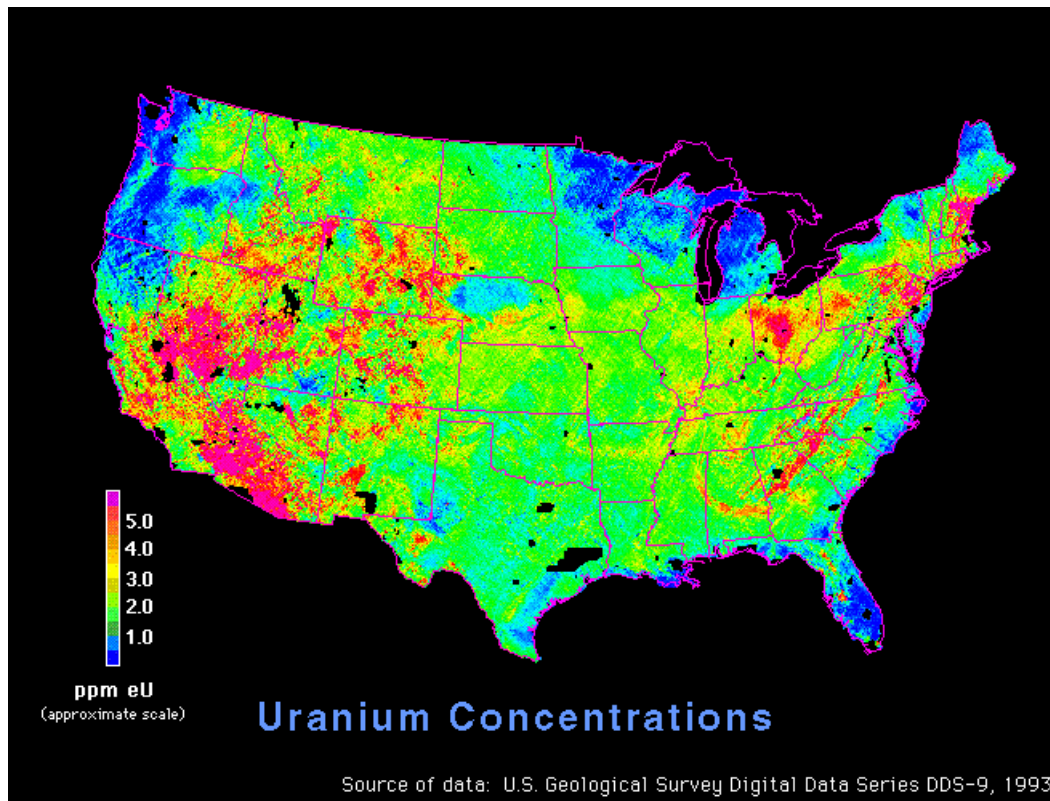 5.0
4.0
3.0
2.0
1.0
ppm eU
(approximate scale)
Uranium Concentrations
Source of data: U.S. Geological Survey Digital Data Series DDS-9, 1993